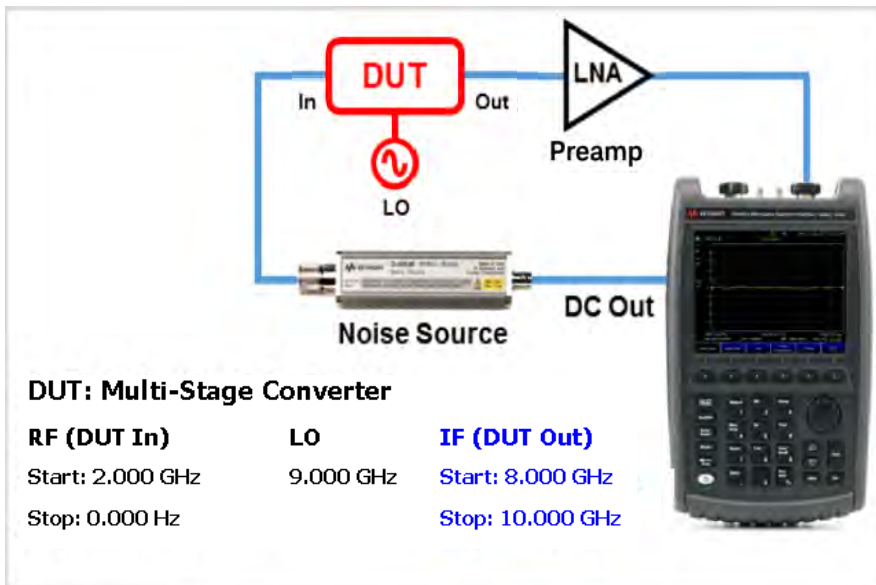 DUT
LNA
In
Out
Preamp
LO
DC Out
Noise Source
DUT: Multi-Stage Converter
RF (DUT In) LO IF (DUT Out)
Start: 2.000 GHz 9.000 GHz Start: 8.000 GHz
Stop: 0.000 Hz Stop: 10.000 GHz